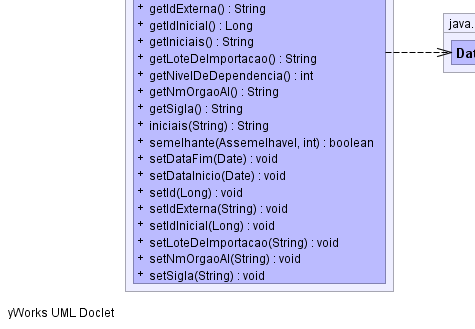 + getIdExterna() : String
+ getIdInicial() : Long
+ getIniciais() : String
+ getLoteDeImportacao() : String
+ getNivelDeDependencia() : int
+ getNmOrgaoAI() : String
+ getSigla() : String
+ iniciais(String) : String
+ semelhante(Assemelhavel, int) : boolean
+ setDataFim(Date) : void
+ setDataInicio(Date) : void
+ setId(Long) : void
+ setIdExterna(String) : void
+ setIdInicial(Long) : void
+ setLoteDeImportacao(String) : void
+ setNmOrgaoAI(String) : void
+ setSigla(String) : void
java.
Dat
yWorks UML Doclet